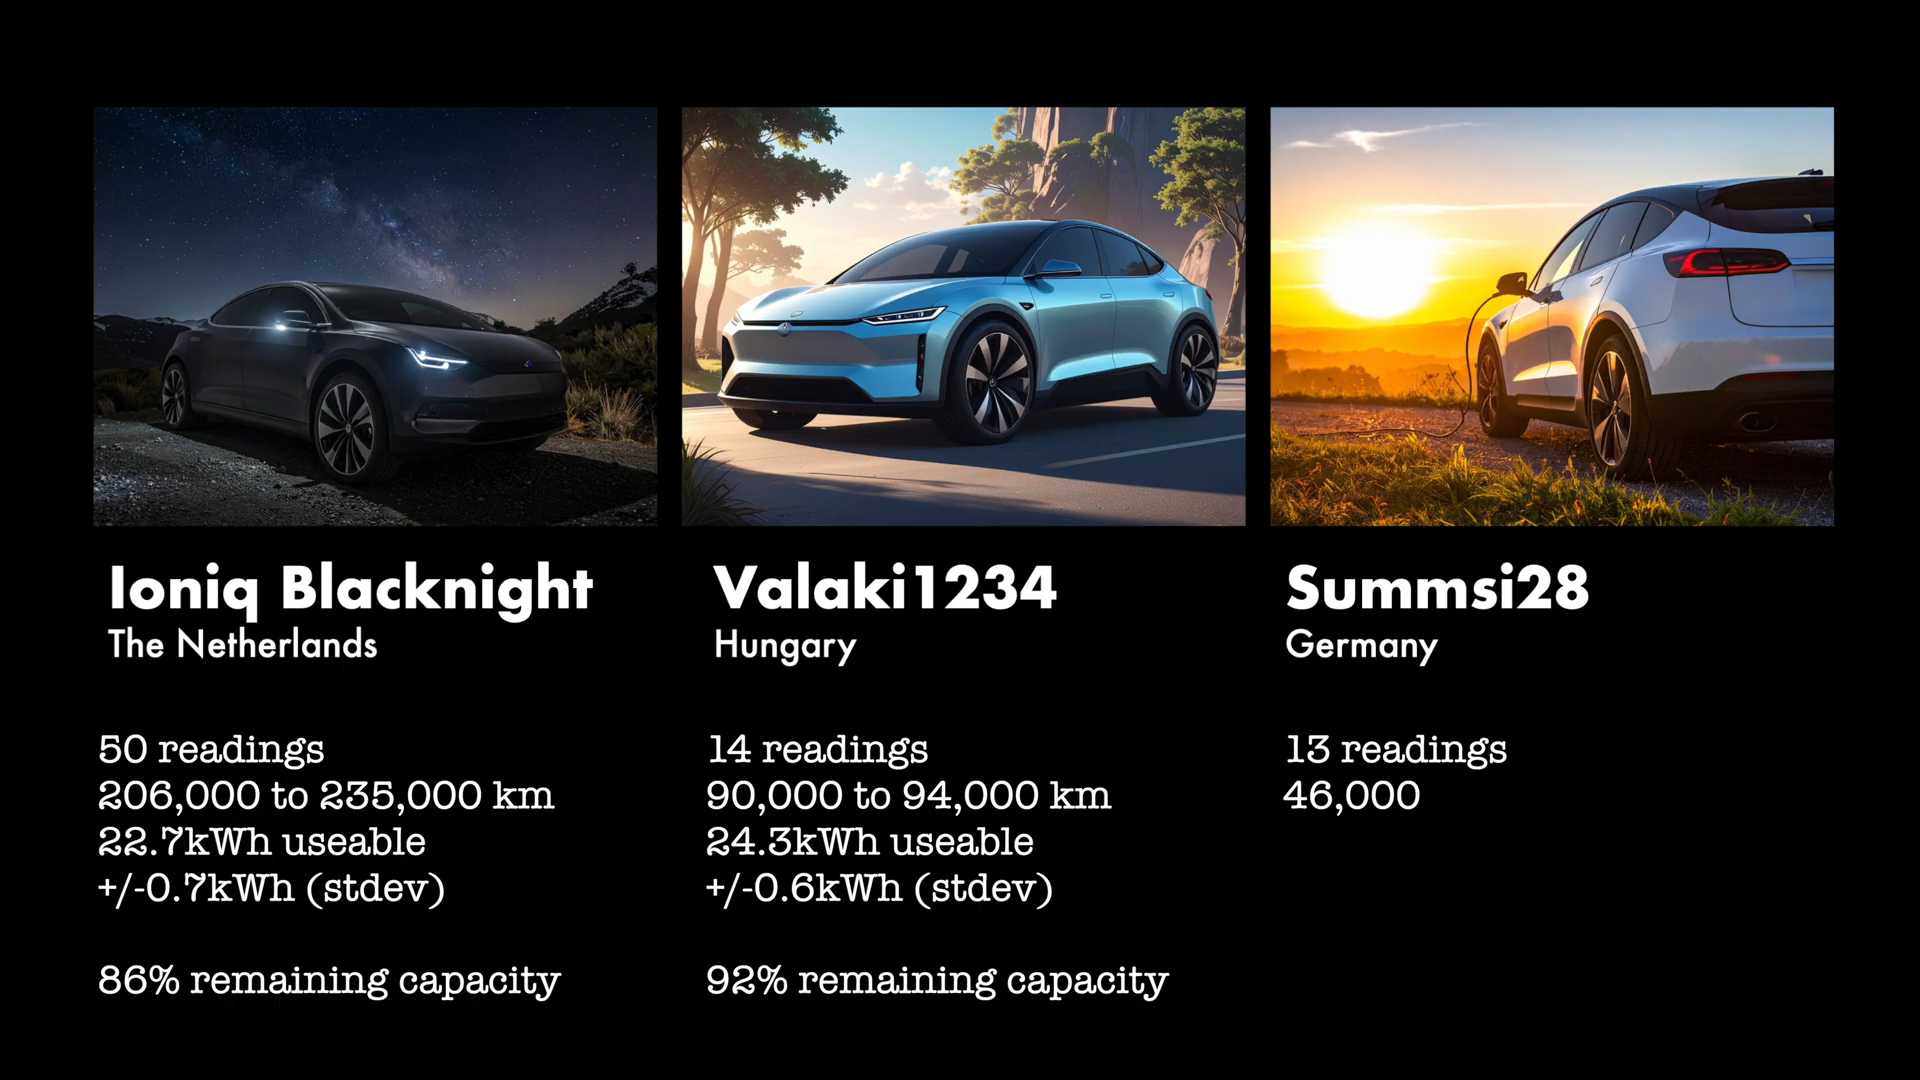 Ioniq Blacknight
The Netherlands
50 readings
206,000 to 235,000 km
22.7kWh useable
+/-0.7kWh (stdev)
86% remaining capacity
Valaki1234
Hungary
14 readings
90,000 to 94,000 km
24.3kWh useable
+/-0.6kWh (stdev)
92% remaining capacity
Summsi28
Germany
13 readings
46,000